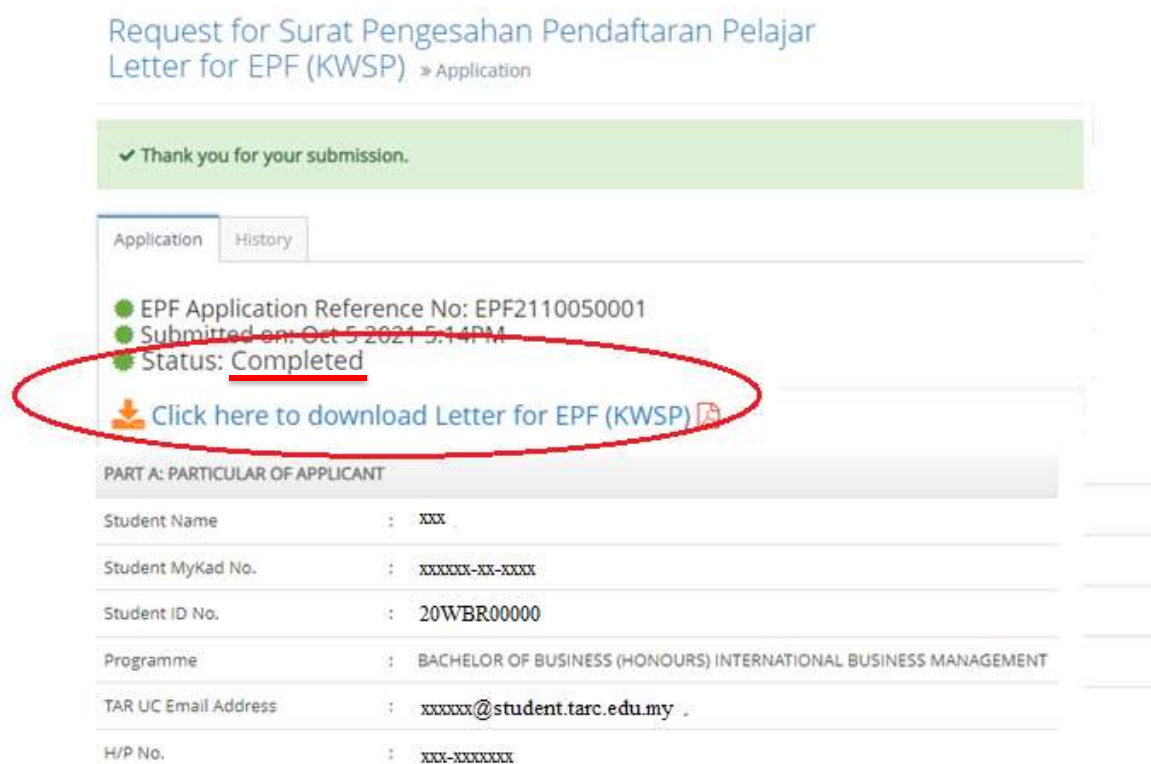 Request for Surat Pengesahan Pendaftaran Pelajar
Letter for EPF (KWSP) » Application
Thank you for your submission.
Application History
EPF Application Reference No: EPF2110050001
Submitted on: Oct 5 2021 5:14PM
Status: Completed
Click here to download Letter for EPF (KWSP)
PART A: PARTICULAR OF APPLICANT
Student Name : xxx
Student MyKad No. : xxxxxx-xx-xxxx
Student ID No. : 20WBR00000
Programme : BACHELOR OF BUSINESS (HONOURS) INTERNATIONAL BUSINESS MANAGEMENT
TAR UC Email Address : xxxxxx@student.tarc.edu.my
H/P No. : xxx-xxxxxxx